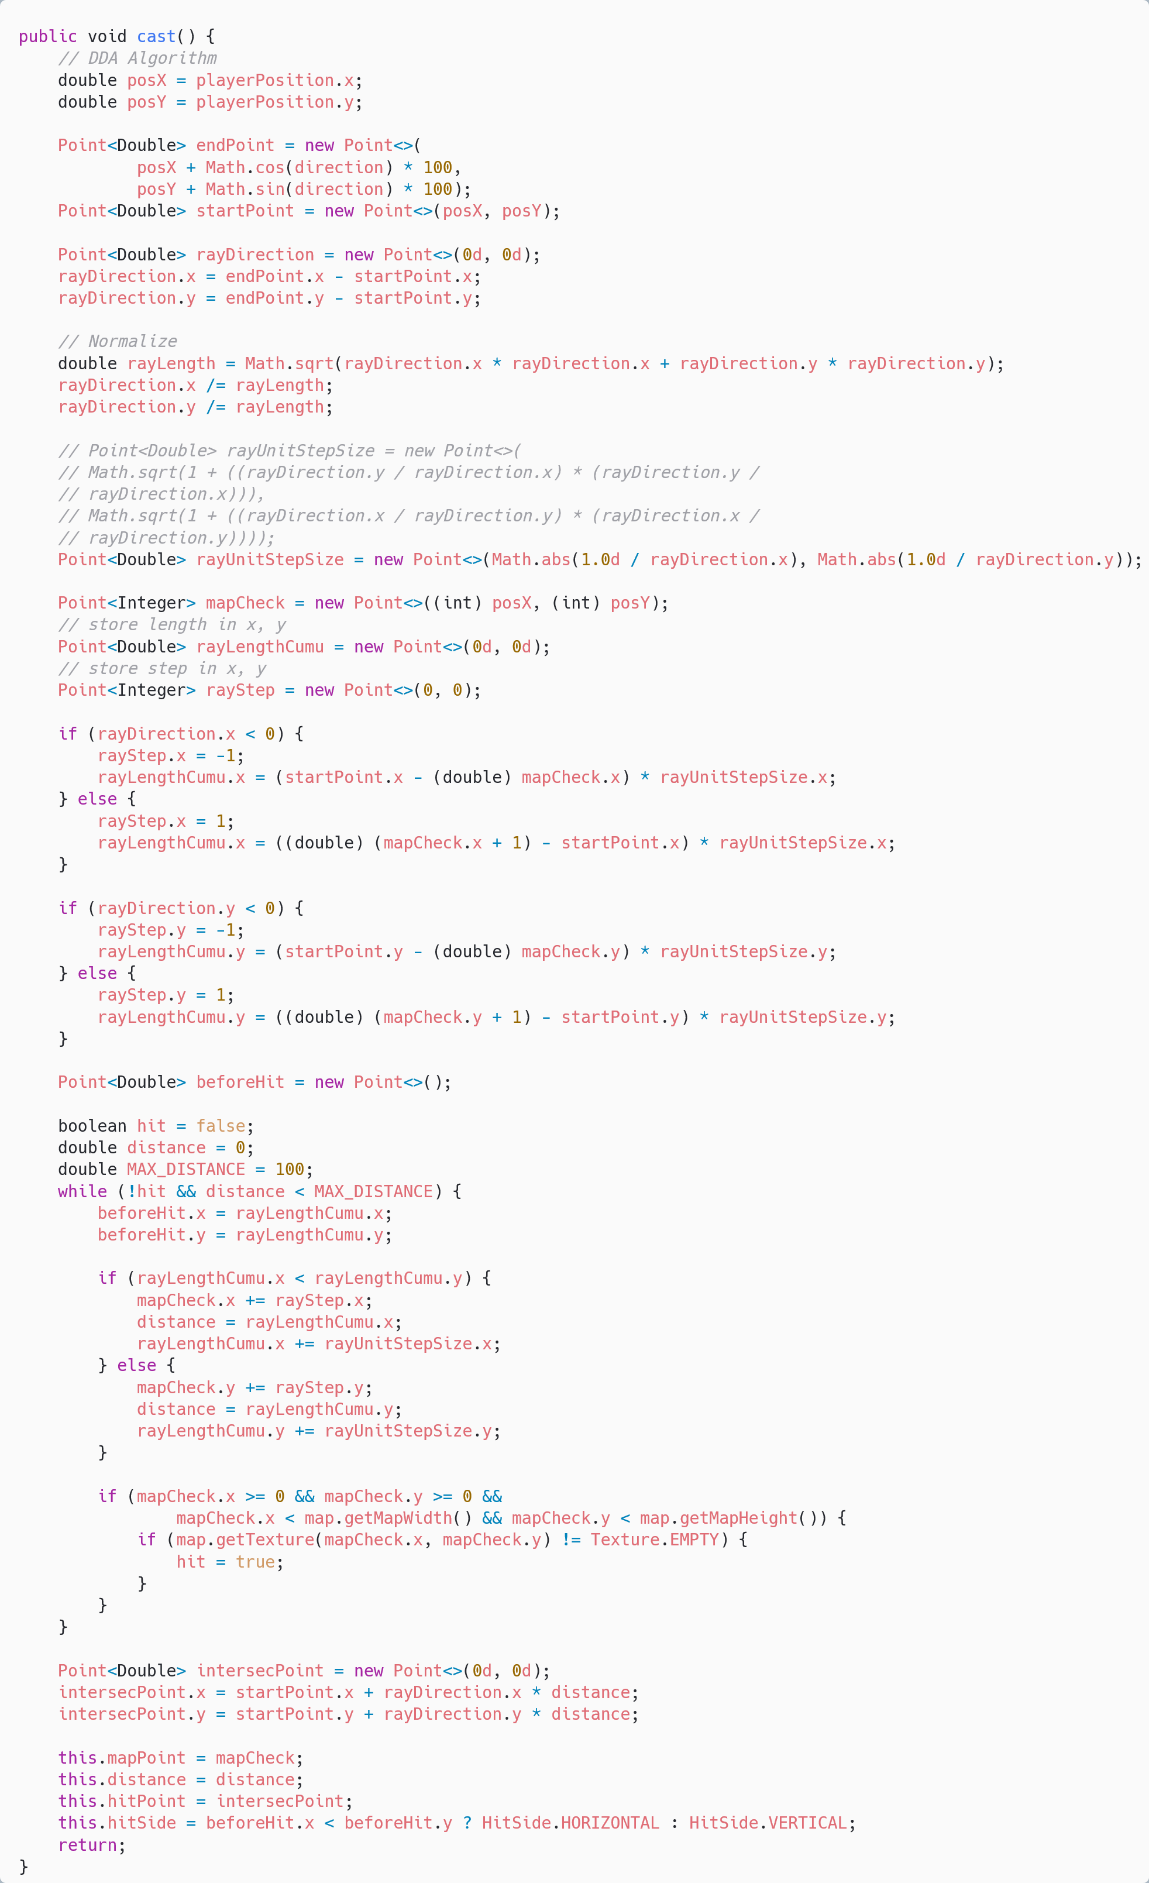 public void cast() {
    // DDA Algorithm
    double posX = playerPosition.x;
    double posY = playerPosition.y;

    Point<Double> endPoint = new Point<>(
            posX + Math.cos(direction) * 100,
            posY + Math.sin(direction) * 100);
    Point<Double> startPoint = new Point<>(posX, posY);

    Point<Double> rayDirection = new Point<>(0d, 0d);
    rayDirection.x = endPoint.x - startPoint.x;
    rayDirection.y = endPoint.y - startPoint.y;

    // Normalize
    double rayLength = Math.sqrt(rayDirection.x * rayDirection.x + rayDirection.y * rayDirection.y);
    rayDirection.x /= rayLength;
    rayDirection.y /= rayLength;

    // Point<Double> rayUnitStepSize = new Point<>(
    // Math.sqrt(1 + ((rayDirection.y / rayDirection.x) * (rayDirection.y /
    // rayDirection.x))),
    // Math.sqrt(1 + ((rayDirection.x / rayDirection.y) * (rayDirection.x /
    // rayDirection.y))));
    Point<Double> rayUnitStepSize = new Point<>(Math.abs(1.0d / rayDirection.x), Math.abs(1.0d / rayDirection.y));

    Point<Integer> mapCheck = new Point<>((int) posX, (int) posY);
    // store length in x, y
    Point<Double> rayLengthCumu = new Point<>(0d, 0d);
    // store step in x, y
    Point<Integer> rayStep = new Point<>(0, 0);

    if (rayDirection.x < 0) {
        rayStep.x = -1;
        rayLengthCumu.x = (startPoint.x - (double) mapCheck.x) * rayUnitStepSize.x;
    } else {
        rayStep.x = 1;
        rayLengthCumu.x = ((double) (mapCheck.x + 1) - startPoint.x) * rayUnitStepSize.x;
    }

    if (rayDirection.y < 0) {
        rayStep.y = -1;
        rayLengthCumu.y = (startPoint.y - (double) mapCheck.y) * rayUnitStepSize.y;
    } else {
        rayStep.y = 1;
        rayLengthCumu.y = ((double) (mapCheck.y + 1) - startPoint.y) * rayUnitStepSize.y;
    }

    Point<Double> beforeHit = new Point<>();

    boolean hit = false;
    double distance = 0;
    double MAX_DISTANCE = 100;
    while (!hit && distance < MAX_DISTANCE) {
        beforeHit.x = rayLengthCumu.x;
        beforeHit.y = rayLengthCumu.y;

        if (rayLengthCumu.x < rayLengthCumu.y) {
            mapCheck.x += rayStep.x;
            distance = rayLengthCumu.x;
            rayLengthCumu.x += rayUnitStepSize.x;
        } else {
            mapCheck.y += rayStep.y;
            distance = rayLengthCumu.y;
            rayLengthCumu.y += rayUnitStepSize.y;
        }

        if (mapCheck.x >= 0 && mapCheck.y >= 0 &&
                mapCheck.x < map.getMapWidth() && mapCheck.y < map.getMapHeight()) {
            if (map.getTexture(mapCheck.x, mapCheck.y) != Texture.EMPTY) {
                hit = true;
            }
        }
    }

    Point<Double> intersecPoint = new Point<>(0d, 0d);
    intersecPoint.x = startPoint.x + rayDirection.x * distance;
    intersecPoint.y = startPoint.y + rayDirection.y * distance;

    this.mapPoint = mapCheck;
    this.distance = distance;
    this.hitPoint = intersecPoint;
    this.hitSide = beforeHit.x < beforeHit.y ? HitSide.HORIZONTAL : HitSide.VERTICAL;
    return;
}